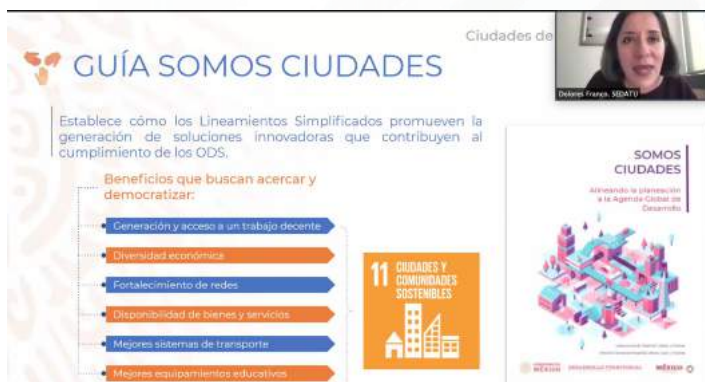 Ciudades de
GUÍA SOMOS CIUDADES
Dolores Franco, SEDATU
Establece cómo los Lineamientos Simplificados promueven la
generación de soluciones innovadoras que contribuyen al
cumplimiento de los ODS.
Beneficios que buscan acercar y
democratizar:
Generación y acceso a un trabajo decente
Diversidad económica
Fortalecimiento de redes
Disponibilidad de bienes y servicios
Mejores sistemas de transporte
Mejores equipamientos educativos
11 CIUDADES Y
COMUNIDADES
SOSTENIBLES
SOMOS
CIUDADES
Alineando la planeación
a la Agenda Global de
Desarrollo
MÉXICO
DESARROLLO TERRITORIAL
MÉXICO